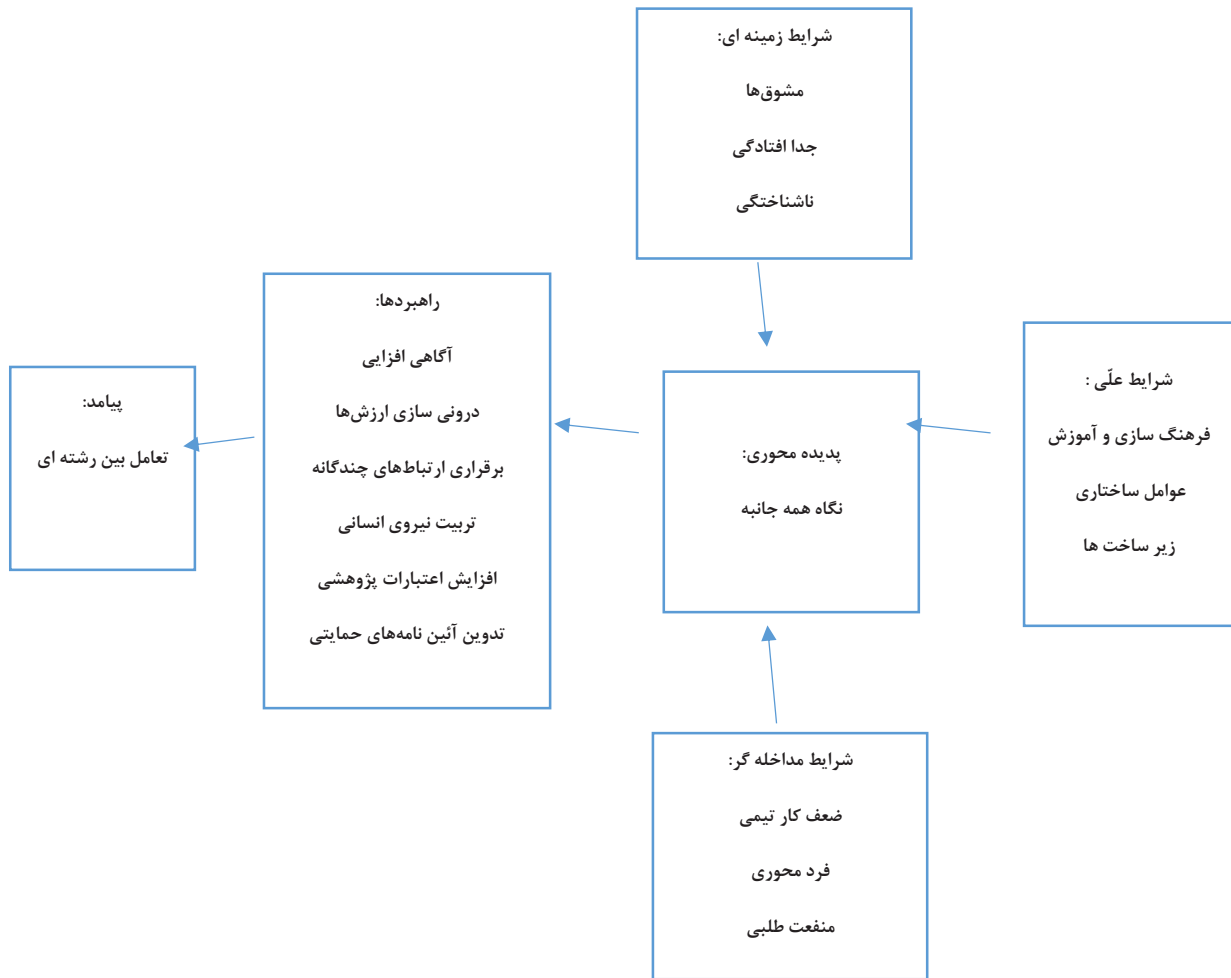 شرایط زمینه ای:
مشوق‌ها
جدا افتادگی
ناشناختگی
شرایط علّی :
فرهنگ سازی و آموزش
عوامل ساختاری
زیر ساخت ها
پدیده محوری:
نگاه همه جانبه
راهبردها:
آگاهی افزایی
درونی سازی ارزش‌ها
برقراری ارتباط‌های چندگانه
تربیت نیروی انسانی
افزایش اعتبارات پژوهشی
تدوین آئین نامه‌های حمایتی
پیامد:
تعامل بین رشته ای
شرایط مداخله گر:
ضعف کار تیمی
فرد محوری
منفعت طلبی